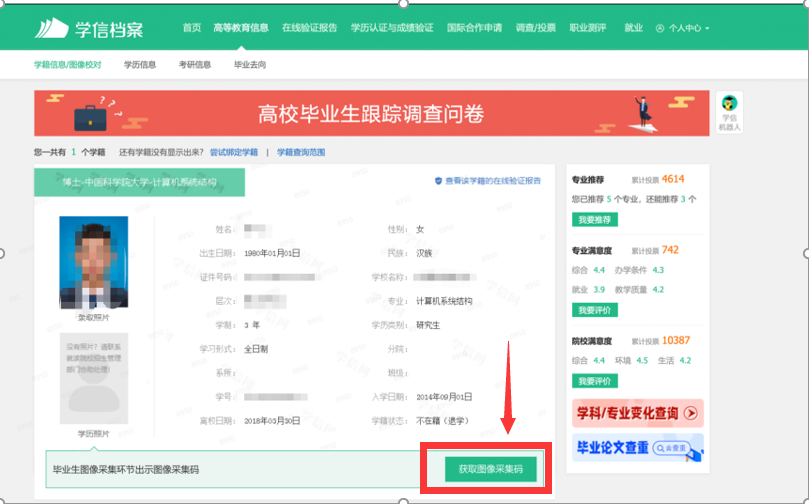 学信档案
首页 高等教育信息 在线验证报告 学历认证与成绩验证 国际合作申请 调查/投票 职业测评 就业 个人中心
学籍信息/图像校对 学历信息 考研信息 毕业去向
高校毕业生跟踪调查问卷
学信
机器人
您一共有 1 个学籍 还有学籍没有显示出来? 尝试绑定学籍 | 学籍查询范围
博士-中国科学院大学-计算机系统结构
查看该学籍的在线验证报告
姓名:
性别: 女
出生日期: 1980年01月01日
民族: 汉族
证件号码:
学校名称:
层次:
专业: 计算机系统结构
录取照片
学制: 3 年
学历类别: 研究生
学习形式: 全日制
分院:
没有照片?请联系
就读院校招生管理
部门协助处理!
系所:
班级:
学号:
入学日期: 2014年09月01日
离校日期: 2018年03月30日
学籍状态: 不在籍(退学)
学历照片
毕业生图像采集环节出示图像采集码
获取图像采集码
专业推荐 累计投票 4614
您已推荐 5 个专业,还能推荐 3 个
我要推荐
专业满意度 累计投票 742
综合 4.4 办学条件 4.3
就业 3.9 教学质量 4.2
我要评价
院校满意度 累计投票 10387
综合 4.4 环境 4.5 生活 4.2
我要评价
学科/专业变化查询
毕业论文查重 去查重